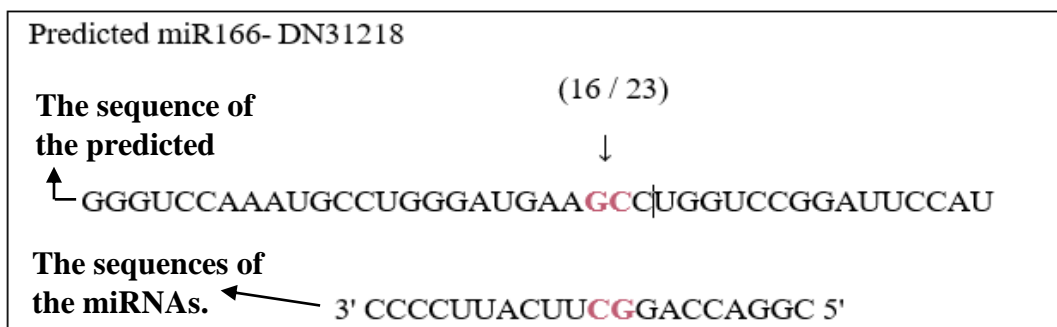 Predicted miR166- DN31218
(16 / 23)
The sequence of
the predicted
↓
GGGUCCAAAUGCCUGGGAUGAAGCCUGGUCCGGAUUCCAU
The sequences of
the miRNAs.
3' CCCCUUACUUCGGACCAGGC 5'